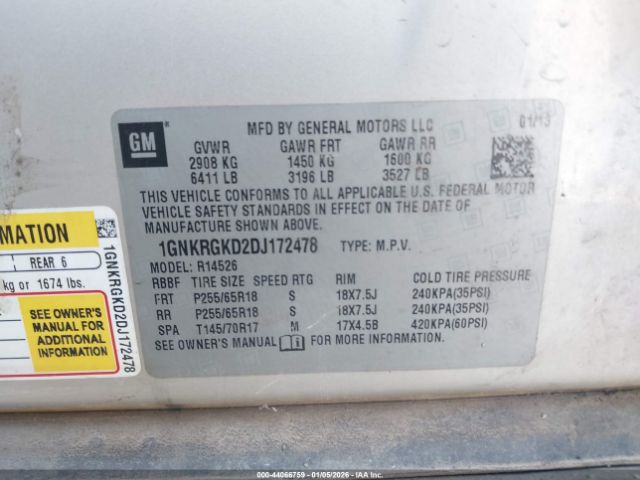 GM
MFD BY GENERAL MOTORS LLC 01/13
GVWR GAWR FRT GAWR RR
2908 KG 1450 KG 1600 KG
6411 LB 3196 LB 3527 LB
THIS VEHICLE CONFORMS TO ALL APPLICABLE U.S. FEDERAL MOTOR
VEHICLE SAFETY STANDARDS IN EFFECT ON THE DATE OF
MANUFACTURE SHOWN ABOVE.
1GNKRGKD2DJ172478 TYPE: M.P.V.
MODEL: R14526
RBBF TIRE SIZE SPEED RTG RIM COLD TIRE PRESSURE
FRT P255/65R18 S 18X7.5J 240KPA(35PSI)
RR P255/65R18 S 18X7.5J 240KPA(35PSI)
SPA T145/70R17 M 17X4.5B 420KPA(60PSI)
SEE OWNER'S MANUAL FOR MORE INFORMATION.
MATION
REAR 6
kg or 1674 lbs.
SEE OWNER'S
MANUAL FOR
ADDITIONAL
INFORMATION
1GNKRGKD2DJ172478
000-44066759 - 01/05/2026 - IAA Inc.